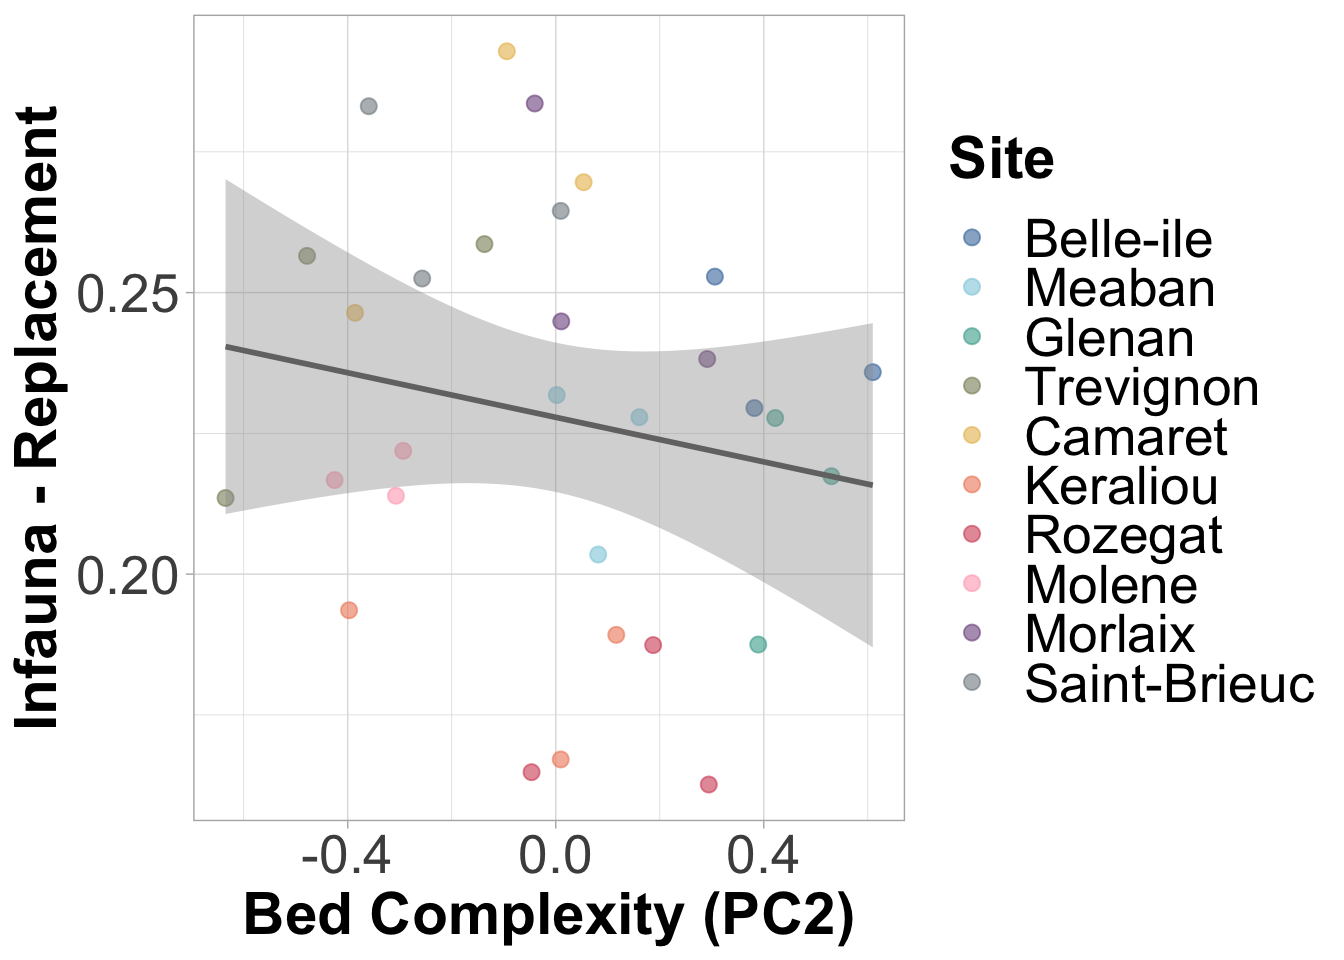 Infauna - Replacement
0.25
0.20
-0.4
0.0
0.4
Bed Complexity (PC2)
Site
Belle-ile
Meaban
Glenan
Trevignon
Camaret
Keraliou
Rozegat
Molene
Morlaix
Saint-Brieuc